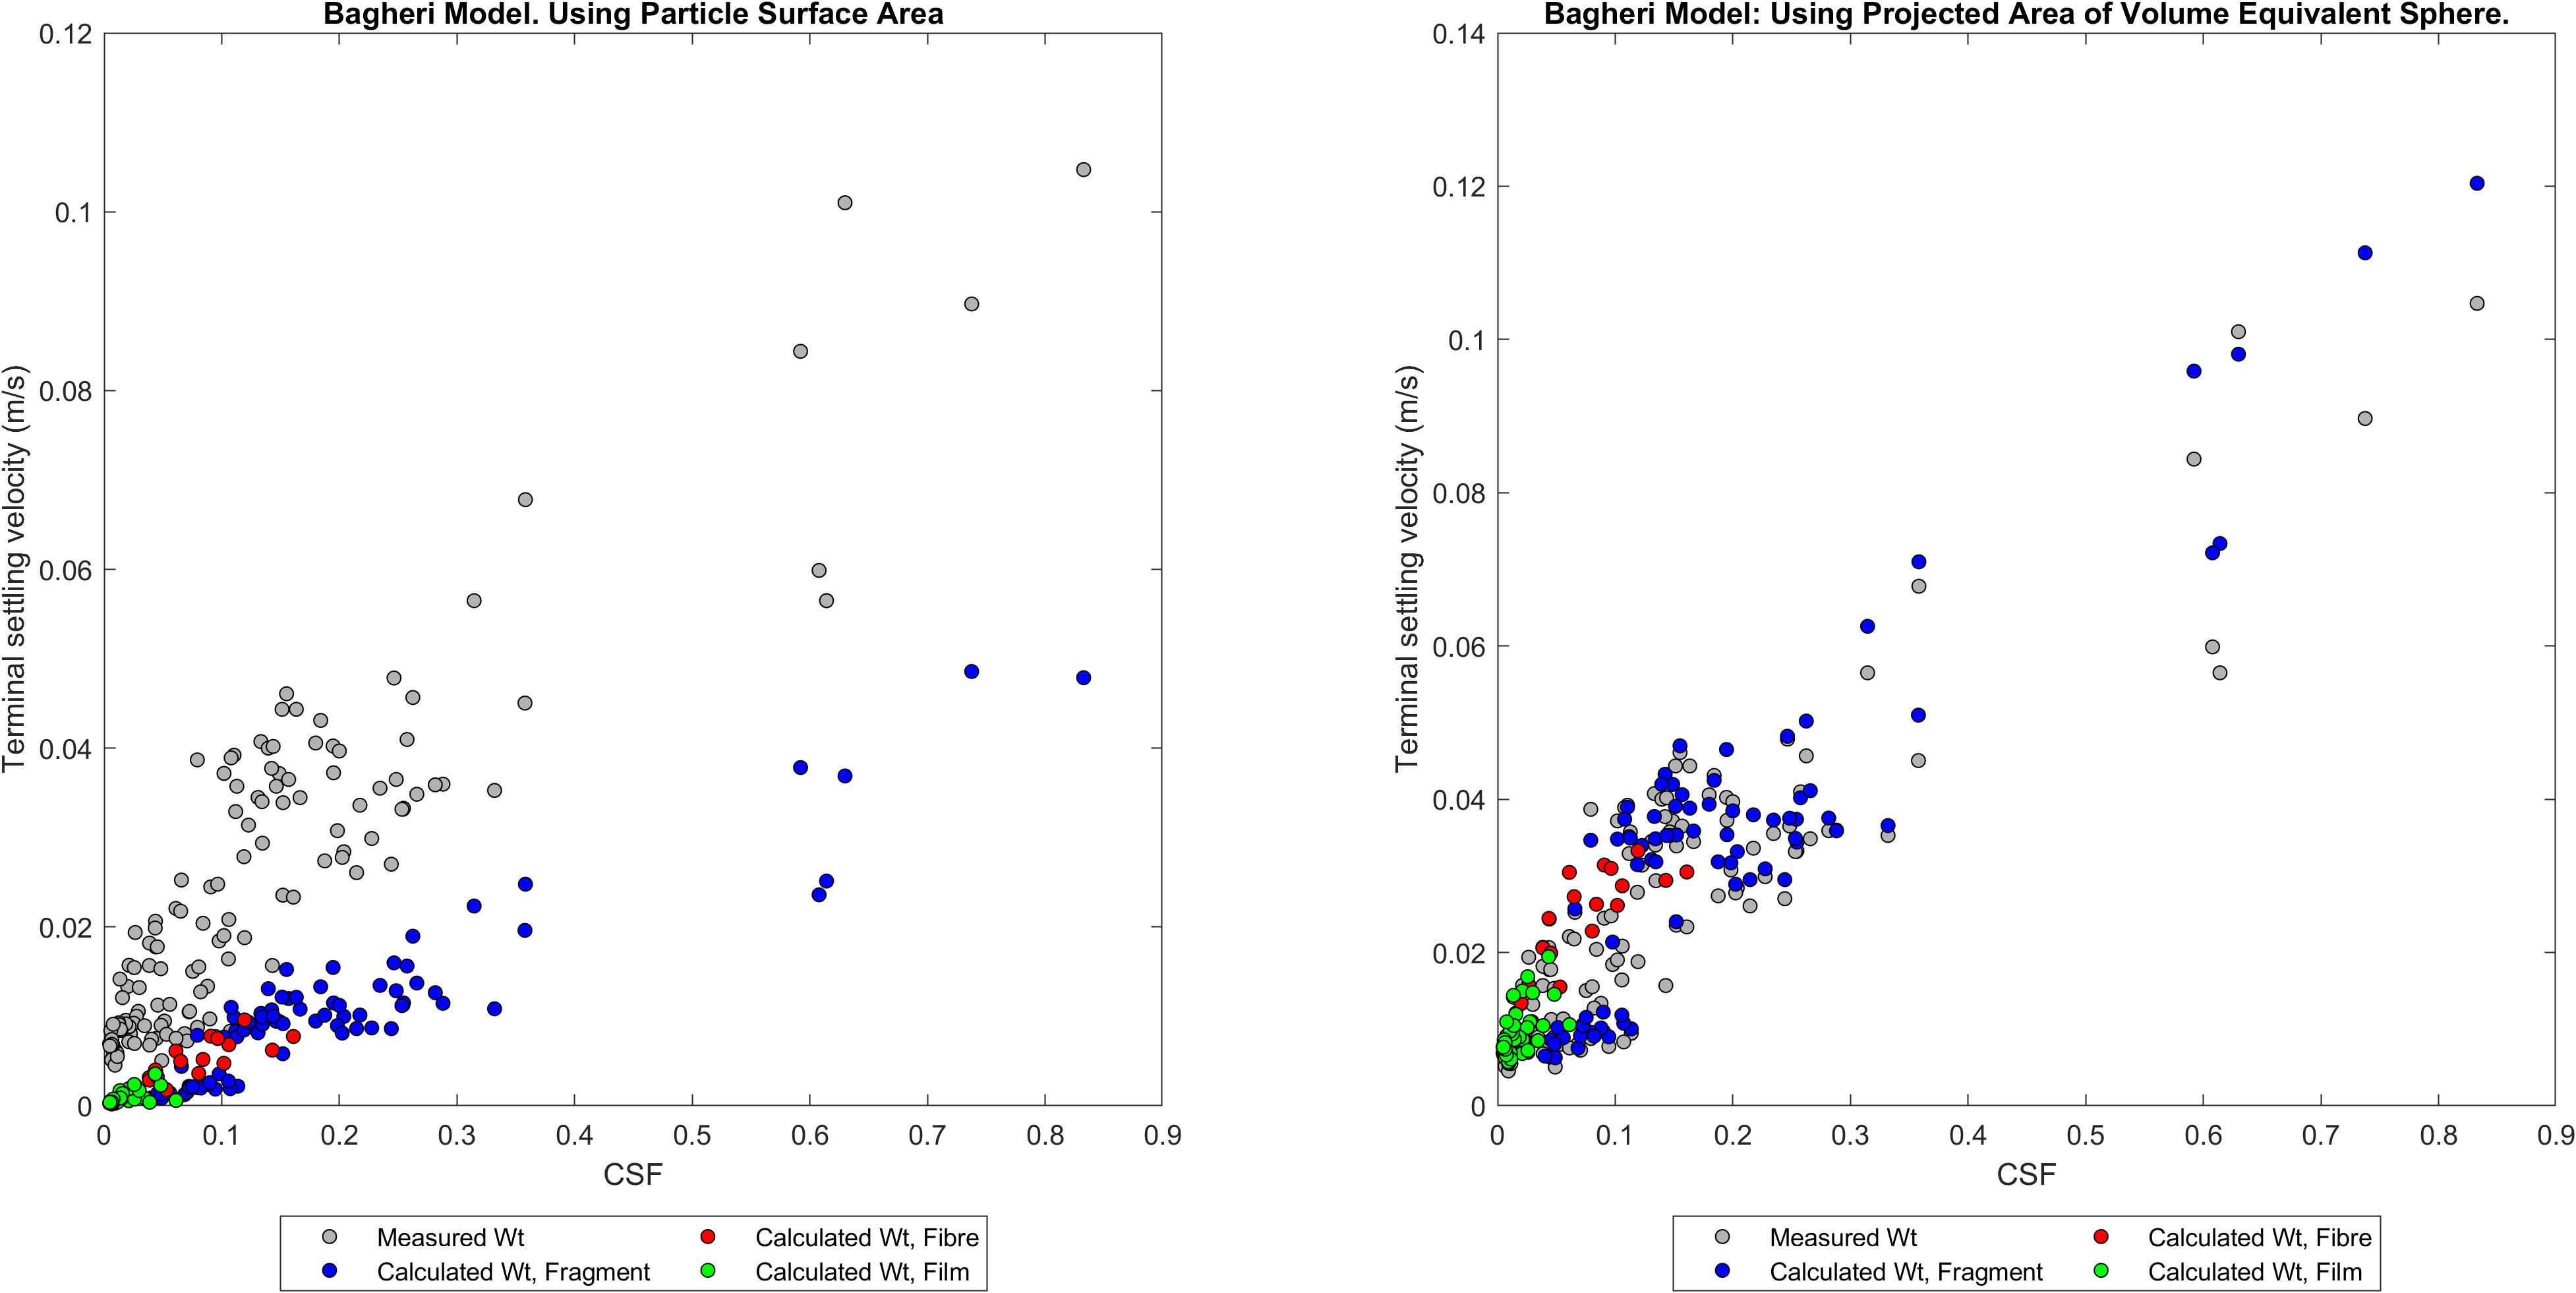 Bagheri Model. Using Particle Surface Area
Terminal settling velocity (m/s)
0.12
0.1
0.08
0.06
0.04
0.02
0
0 0.1 0.2 0.3 0.4 0.5 0.6 0.7 0.8 0.9
CSF
Measured Wt
Calculated Wt, Fragment
Calculated Wt, Fibre
Calculated Wt, Film
Bagheri Model: Using Projected Area of Volume Equivalent Sphere.
Terminal settling velocity (m/s)
0.14
0.12
0.1
0.08
0.06
0.04
0.02
0
0 0.1 0.2 0.3 0.4 0.5 0.6 0.7 0.8 0.9
CSF
Measured Wt
Calculated Wt, Fragment
Calculated Wt, Fibre
Calculated Wt, Film